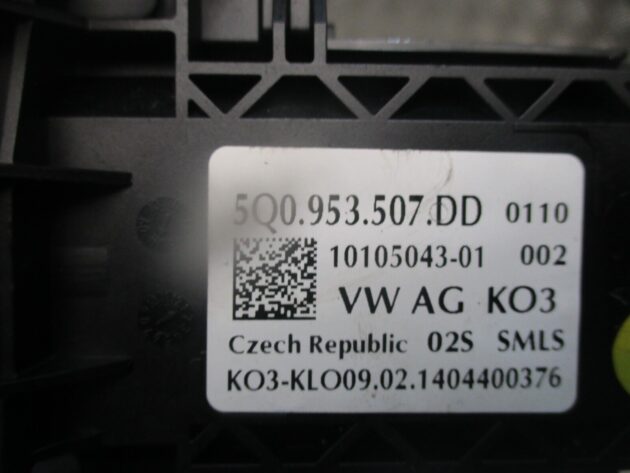 5Q0.953.507.DD 0110
10105043-01 002
VW AG KO3
Czech Republic 02S SMLS
KO3-KLO09.02.1404400376